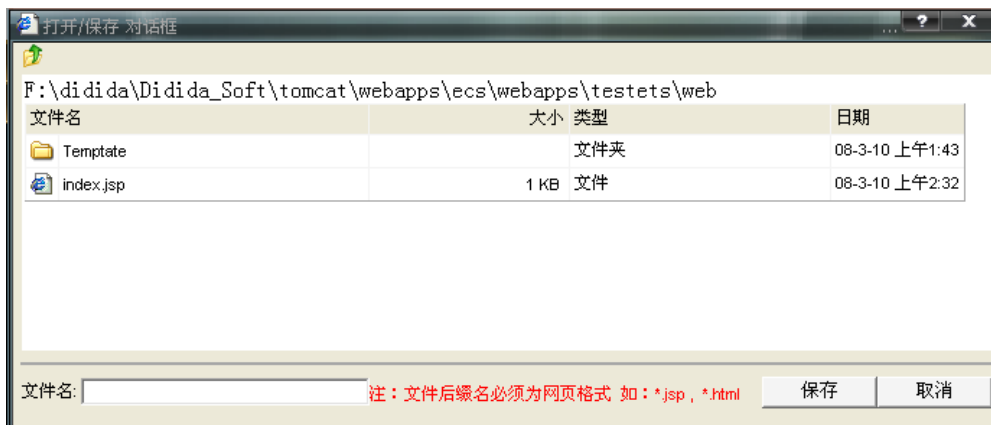 打开/保存 对话框 ...
F:\didida\Didida_Soft\tomcat\webapps\ecs\webapps\testets\web
文件名 大小 类型 日期
Temptate 文件夹 08-3-10 上午1:43
index.jsp 1 KB 文件 08-3-10 上午2:32
文件名: 注：文件后缀名必须为网页格式 如：*.jsp , *.html 保存 取消